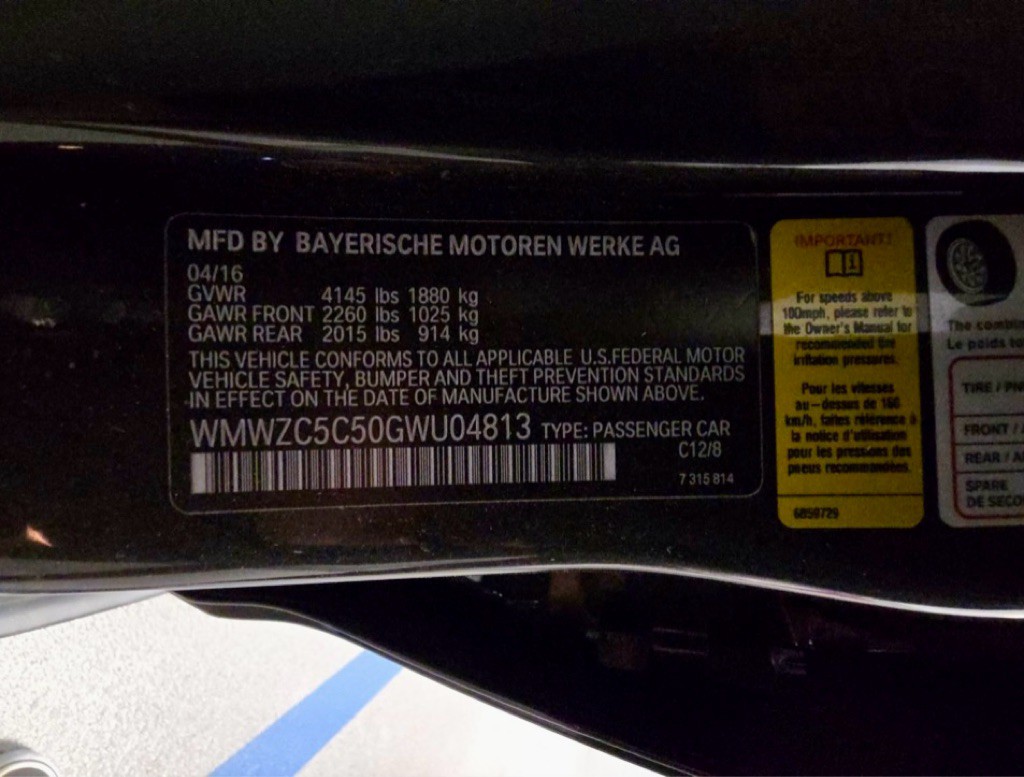 MFD BY BAYERISCHE MOTOREN WERKE AG
04/16
GVWR 4145 lbs 1880 kg
GAWR FRONT 2260 lbs 1025 kg
GAWR REAR 2015 lbs 914 kg
THIS VEHICLE CONFORMS TO ALL APPLICABLE U.S.FEDERAL MOTOR
VEHICLE SAFETY, BUMPER AND THEFT PREVENTION STANDARDS
IN EFFECT ON THE DATE OF MANUFACTURE SHOWN ABOVE.
WMWZC5C50GWU04813 TYPE: PASSENGER CAR
C12/8
7 315 814
IMPORTANT!
For speeds above
100mph, please refer to
the Owner's Manual for
recommended tire
inflation pressures.
Pour les vitesses
au-dessus de 160
km/h, faites référence à
la notice d'utilisation
pour les pressions des
pneus recommandées.
6859729
The combin
Le poids to
TIRE / PN
FRONT / A
REAR / A
SPARE
DE SECO